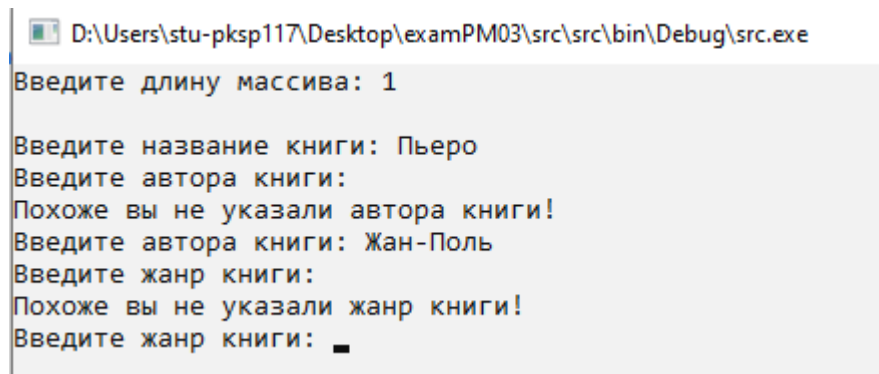 D:\Users\stu-pksp117\Desktop\examPM03\src\src\bin\Debug\src.exe
Введите длину массива: 1
Введите название книги: Пьеро
Введите автора книги:
Похоже вы не указали автора книги!
Введите автора книги: Жан-Поль
Введите жанр книги:
Похоже вы не указали жанр книги!
Введите жанр книги: